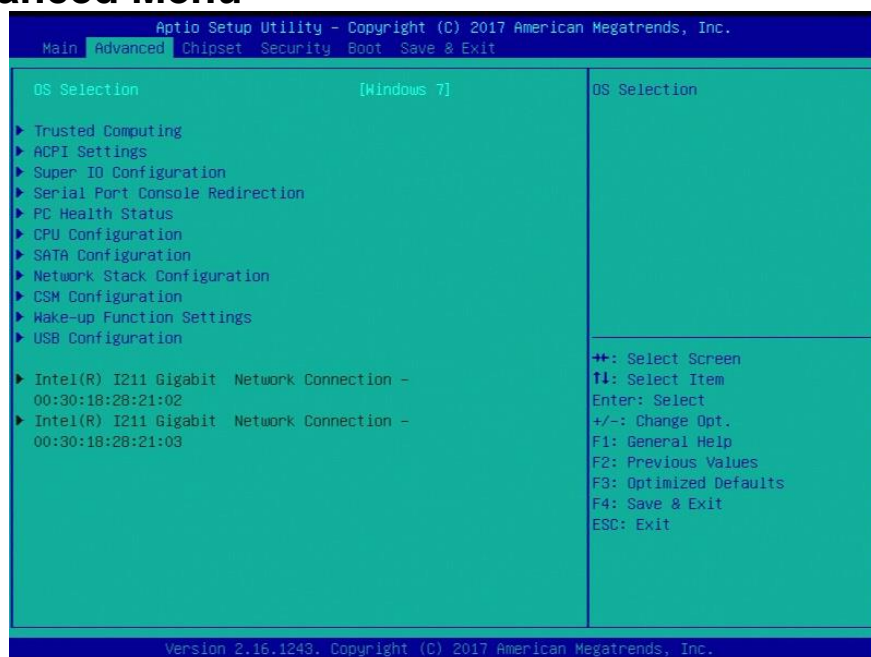 Menu
Aptio Setup Utility – Copyright (C) 2017 American Megatrends, Inc.
Main Advanced Chipset Security Boot Save & Exit
OS Selection [Windows 7]
Trusted Computing
ACPI Settings
Super IO Configuration
Serial Port Console Redirection
PC Health Status
CPU Configuration
SATA Configuration
Network Stack Configuration
CSM Configuration
Wake-up Function Settings
USB Configuration
Intel(R) I211 Gigabit Network Connection –
00:30:18:28:21:02
Intel(R) I211 Gigabit Network Connection –
00:30:18:28:21:03
OS Selection
→←: Select Screen
↑↓: Select Item
Enter: Select
+/-: Change Opt.
F1: General Help
F2: Previous Values
F3: Optimized Defaults
F4: Save & Exit
ESC: Exit
Version 2.16.1243. Copyright (C) 2017 American Megatrends, Inc.